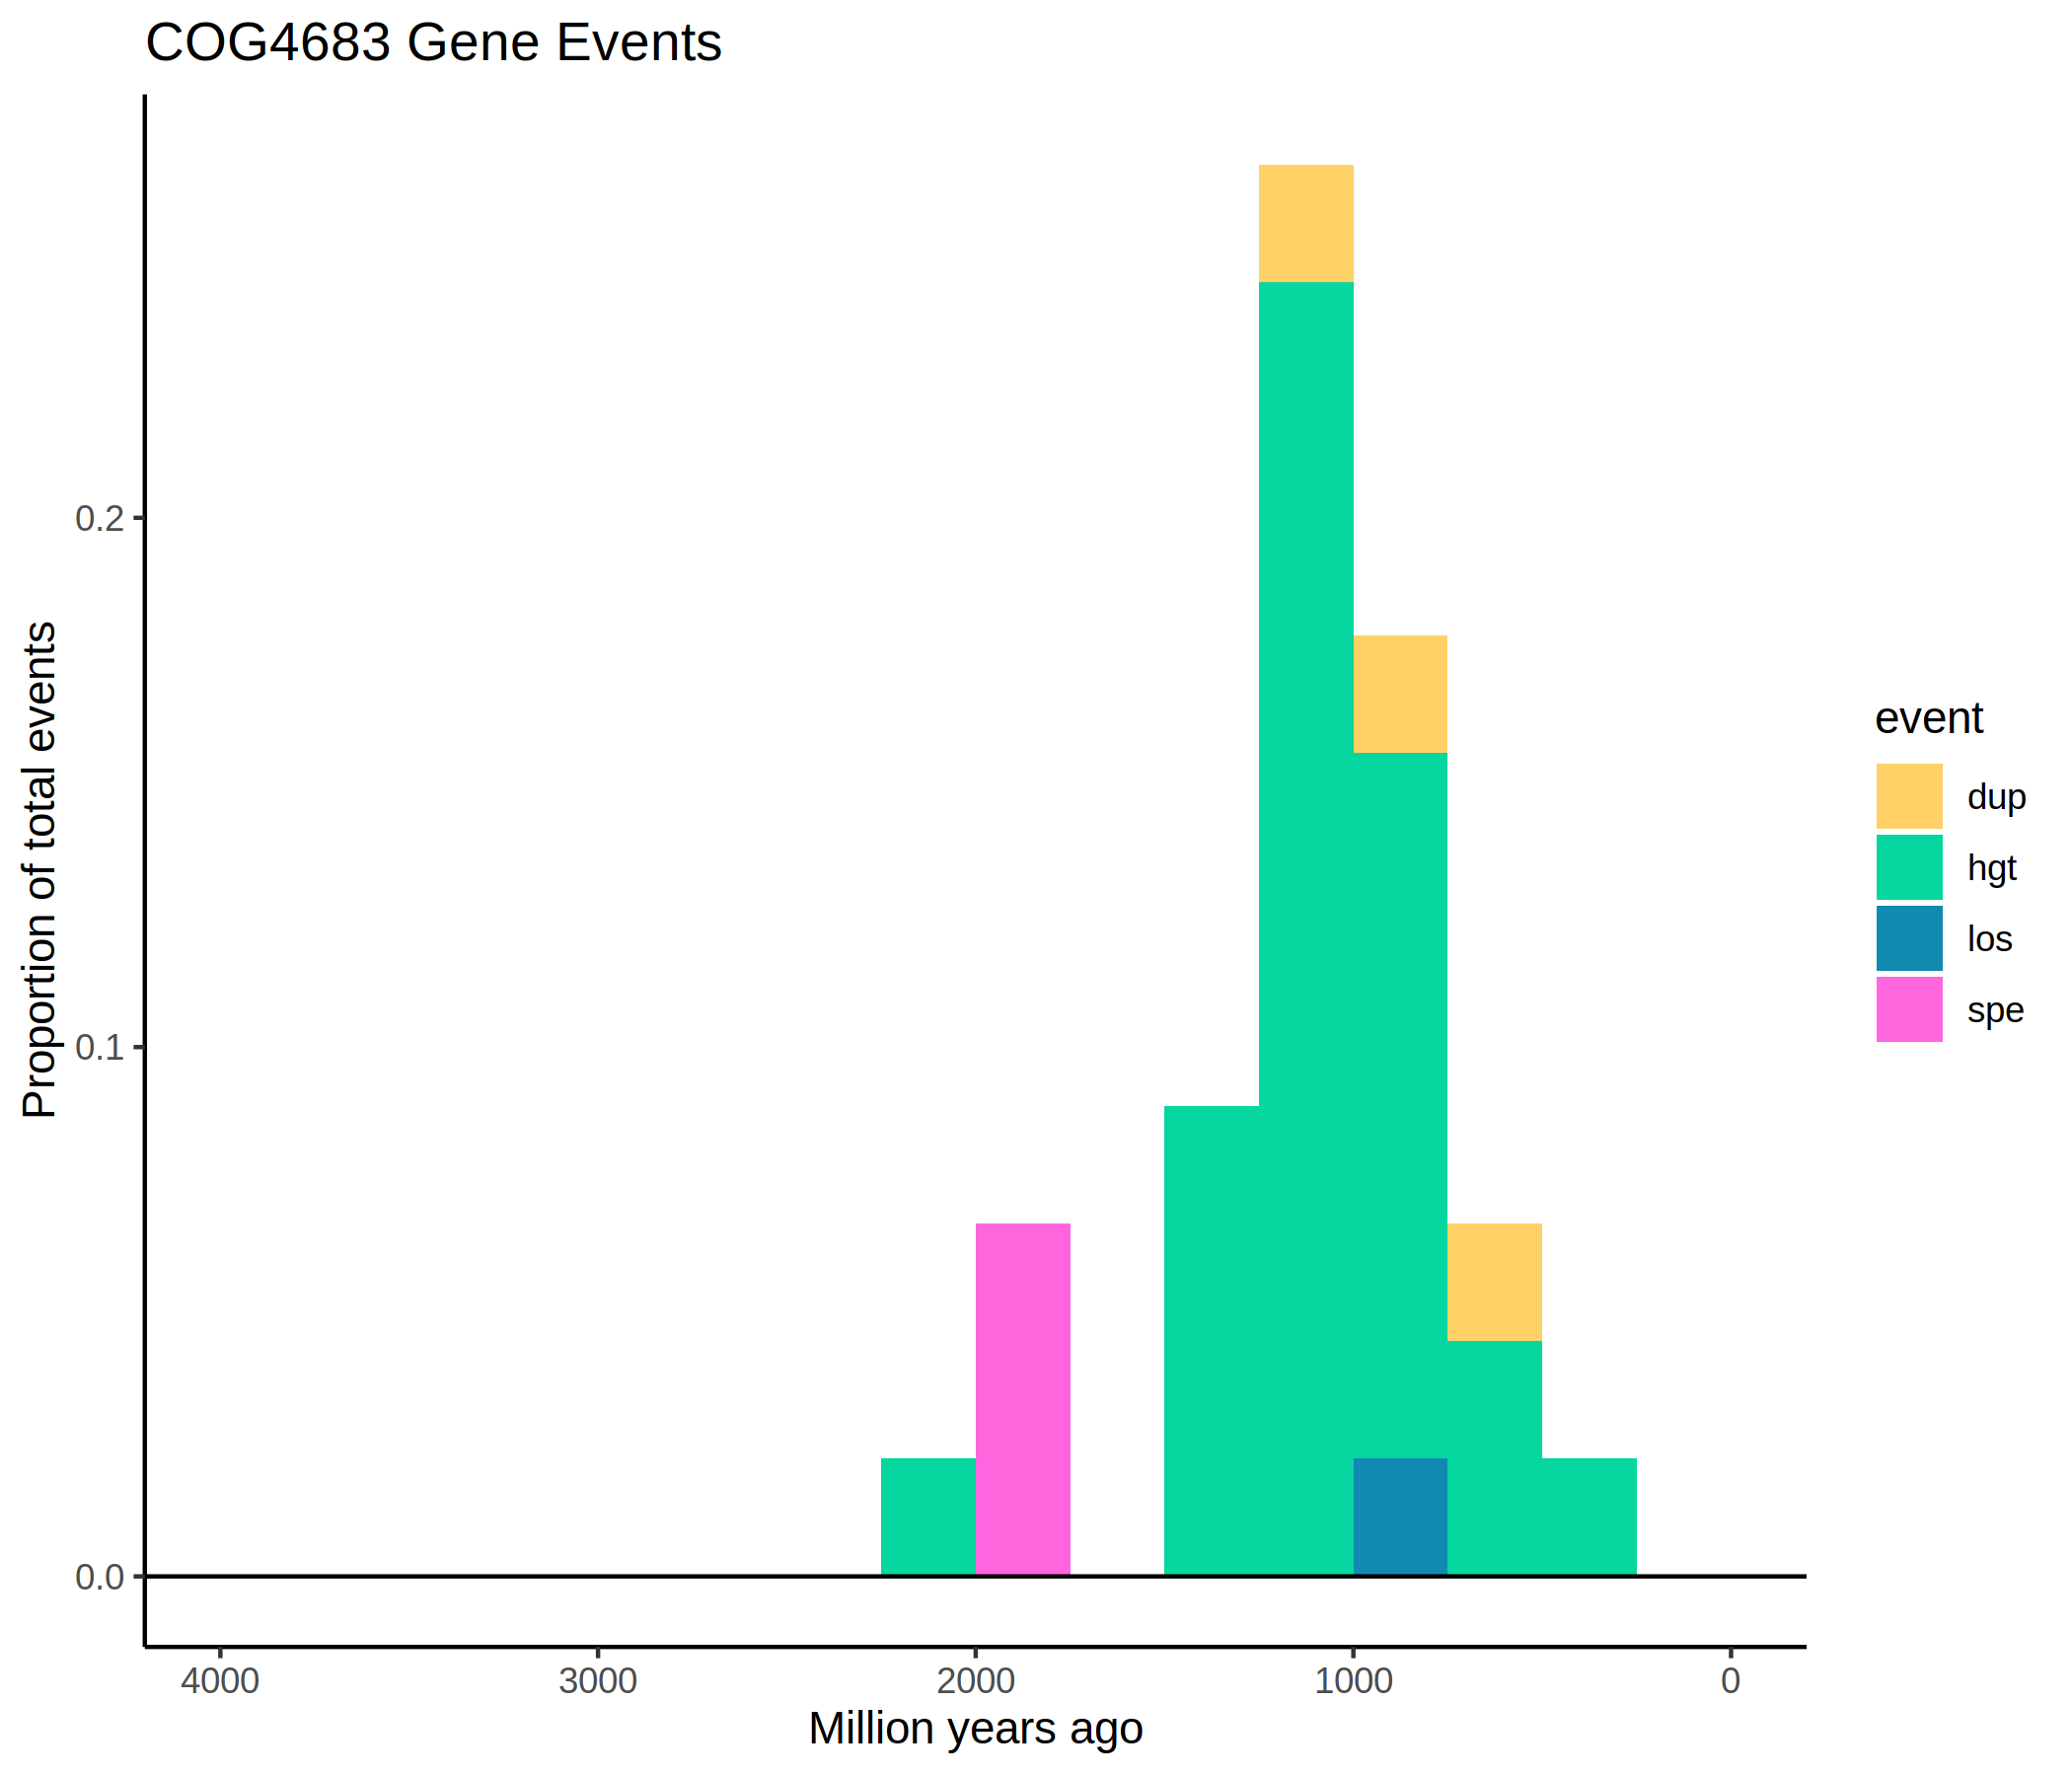 COG4683 Gene Events
Proportion of total events
0.2
0.1
0.0
4000 3000 2000 1000 0
Million years ago
event
dup
hgt
los
spe